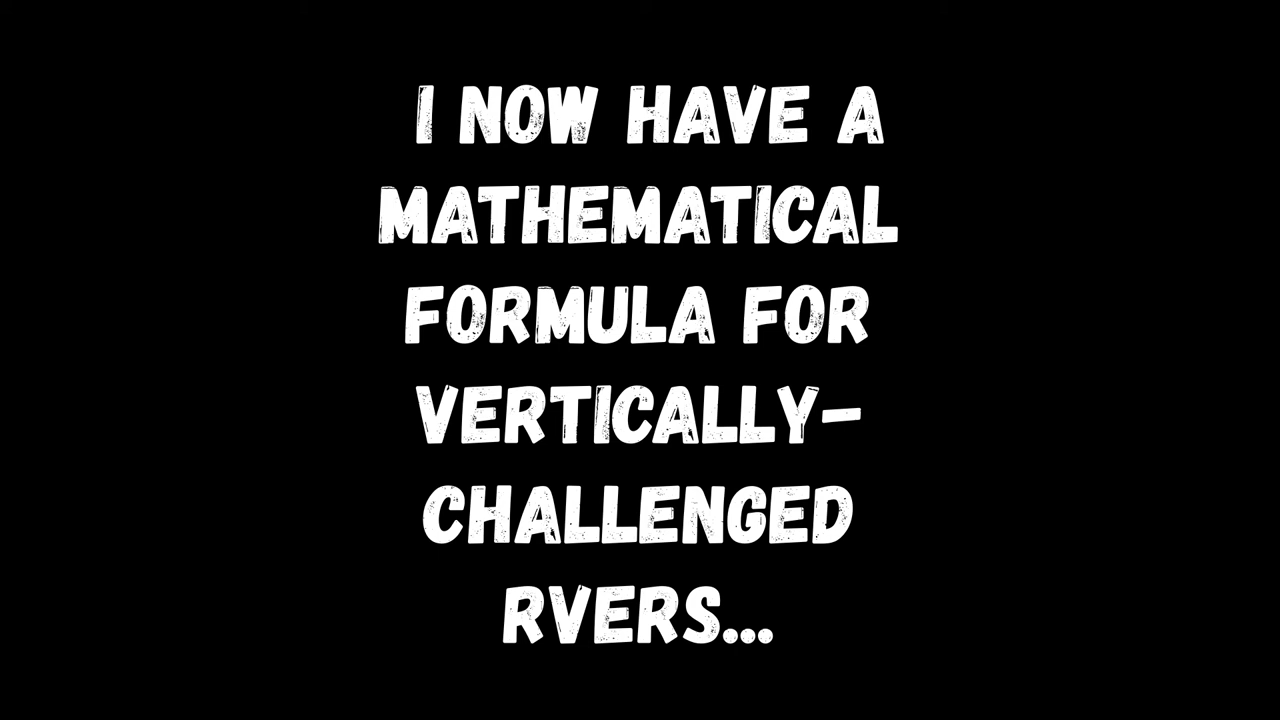 I NOW HAVE A
MATHEMATICAL
FORMULA FOR
VERTICALLY-
CHALLENGED
RVERS...